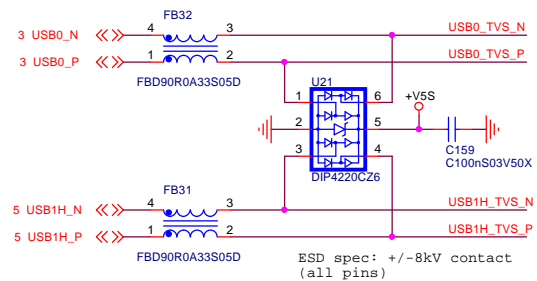 FB32
3 USB0_N 4 3 USB0_TVS_N
3 USB0_P 1 2 USB0_TVS_P
FBD90R0A33S05D
U21
+V5S
1 6
2 5
3 4
C159
C100nS03V50X
DIP4220CZ6
FB31
5 USB1H_N 4 3 USB1H_TVS_N
5 USB1H_P 1 2 USB1H_TVS_P
FBD90R0A33S05D
ESD spec: +/-8kV contact
(all pins)